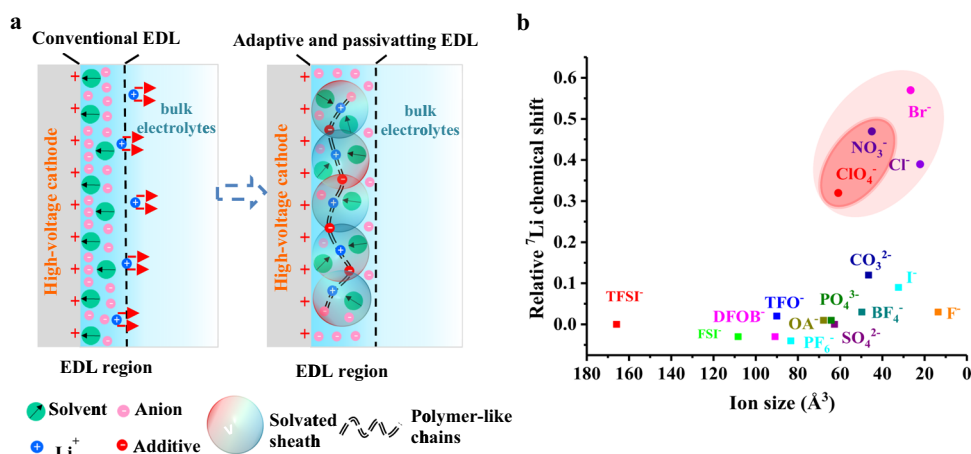 a
Conventional EDL
Adaptive and passivatting EDL
High-voltage cathode
bulk
electrolytes
High-voltage cathode
bulk
electrolytes
EDL region
EDL region
Solvent
Anion
Li+
Additive
Solvated
sheath
Polymer-like
chains
b
Relative ⁷Li chemical shift
0.6
0.5
0.4
0.3
0.2
0.1
0.0
Br⁻
NO₃⁻
Cl⁻
ClO₄⁻
CO₃²⁻
I⁻
TFSI⁻
TFO⁻
PO₄³⁻
BF₄⁻
F⁻
DFOB⁻
OA⁻
SO₄²⁻
FSI⁻
PF₆⁻
180 160 140 120 100 80 60 40 20 0
Ion size (Å³)